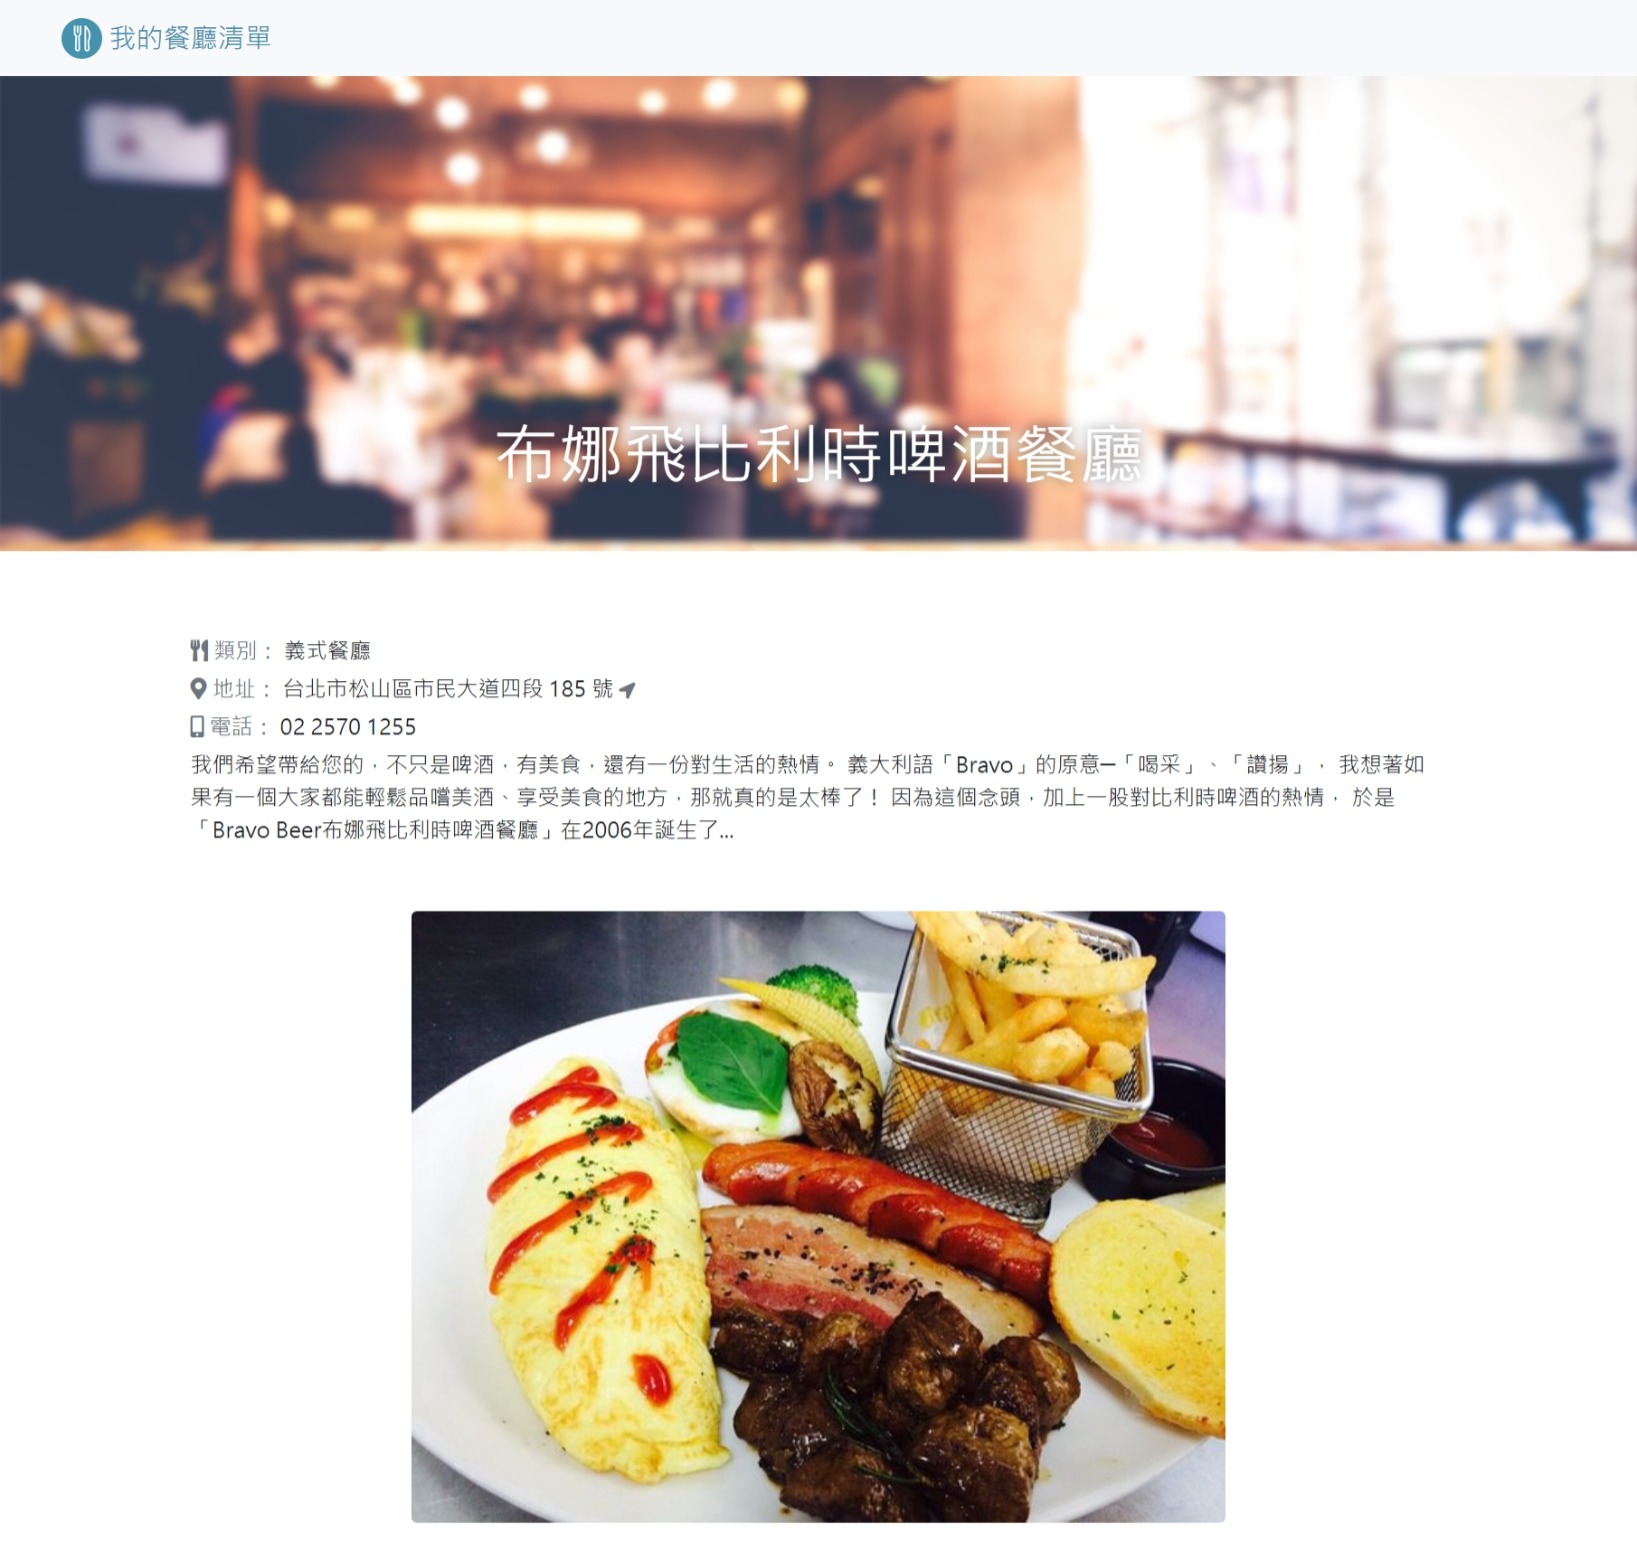 我的餐廳清單
布娜飛比利時啤酒餐廳
類別： 義式餐廳
地址： 台北市松山區市民大道四段 185 號
電話： 02 2570 1255
我們希望帶給您的，不只是啤酒，有美食，還有一份對生活的熱情。 義大利語「Bravo」的原意─「喝采」、「讚揚」， 我想著如
果有一個大家都能輕鬆品嚐美酒、享受美食的地方，那就真的是太棒了！ 因為這個念頭，加上一股對比利時啤酒的熱情， 於是
「Bravo Beer布娜飛比利時啤酒餐廳」在2006年誕生了...